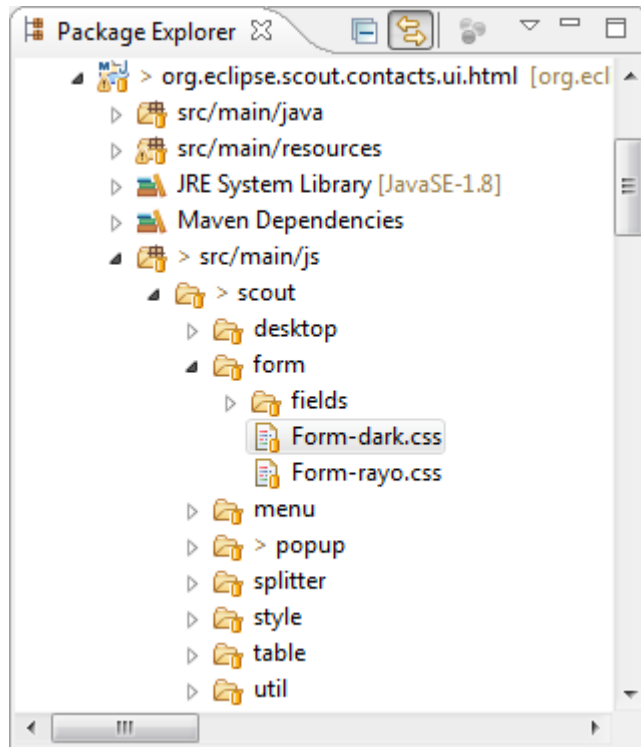 Package Explorer
> org.eclipse.scout.contacts.ui.html [org.ecl
src/main/java
src/main/resources
JRE System Library [JavaSE-1.8]
Maven Dependencies
> src/main/js
> scout
desktop
form
fields
Form-dark.css
Form-rayo.css
menu
> popup
splitter
style
table
util